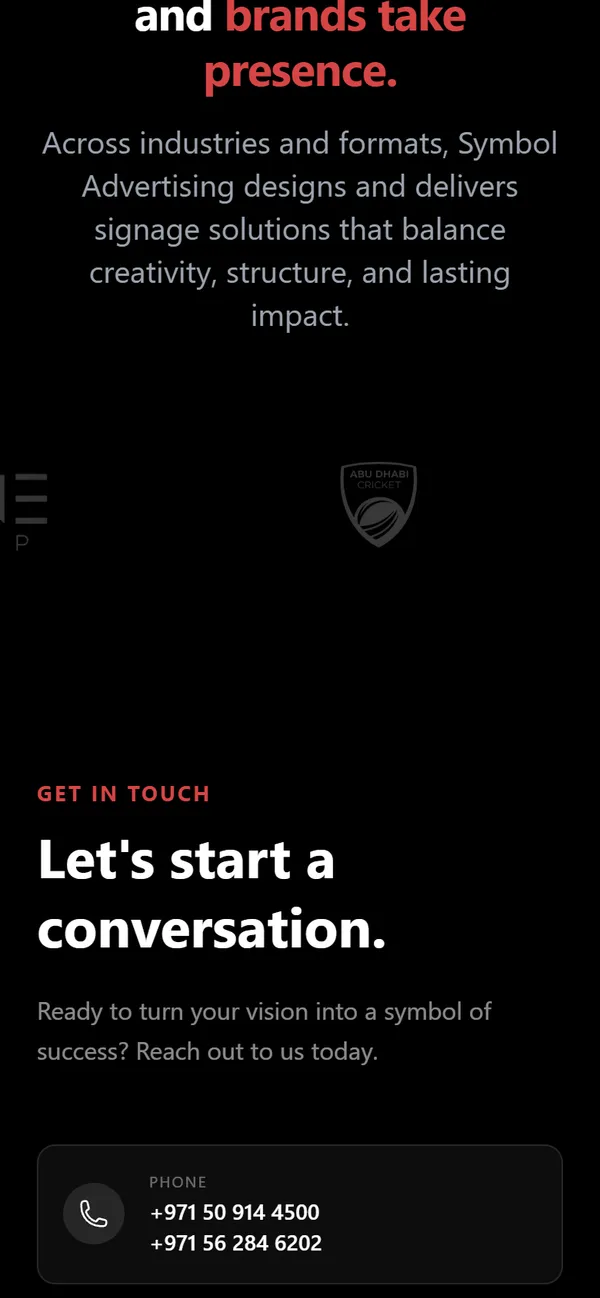 and brands take
presence.
Across industries and formats, Symbol
Advertising designs and delivers
signage solutions that balance
creativity, structure, and lasting
impact.
P
ABU DHABI
CRICKET
GET IN TOUCH
Let's start a
conversation.
Ready to turn your vision into a symbol of
success? Reach out to us today.
PHONE
+971 50 914 4500
+971 56 284 6202